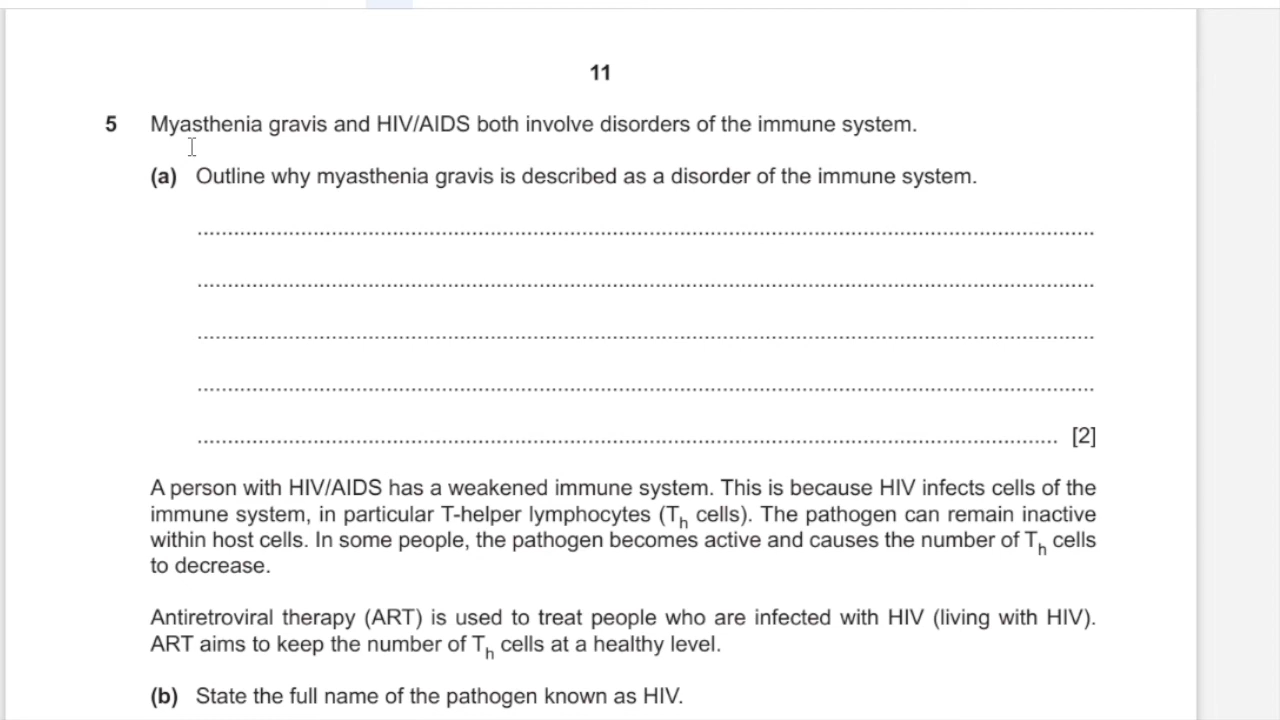 11
5 Myasthenia gravis and HIV/AIDS both involve disorders of the immune system.
(a) Outline why myasthenia gravis is described as a disorder of the immune system.
..........................................................................................................................................
..........................................................................................................................................
..........................................................................................................................................
..........................................................................................................................................
.................................................................................................................................... [2]
A person with HIV/AIDS has a weakened immune system. This is because HIV infects cells of the
immune system, in particular T-helper lymphocytes (Th cells). The pathogen can remain inactive
within host cells. In some people, the pathogen becomes active and causes the number of Th cells
to decrease.
Antiretroviral therapy (ART) is used to treat people who are infected with HIV (living with HIV).
ART aims to keep the number of Th cells at a healthy level.
(b) State the full name of the pathogen known as HIV.